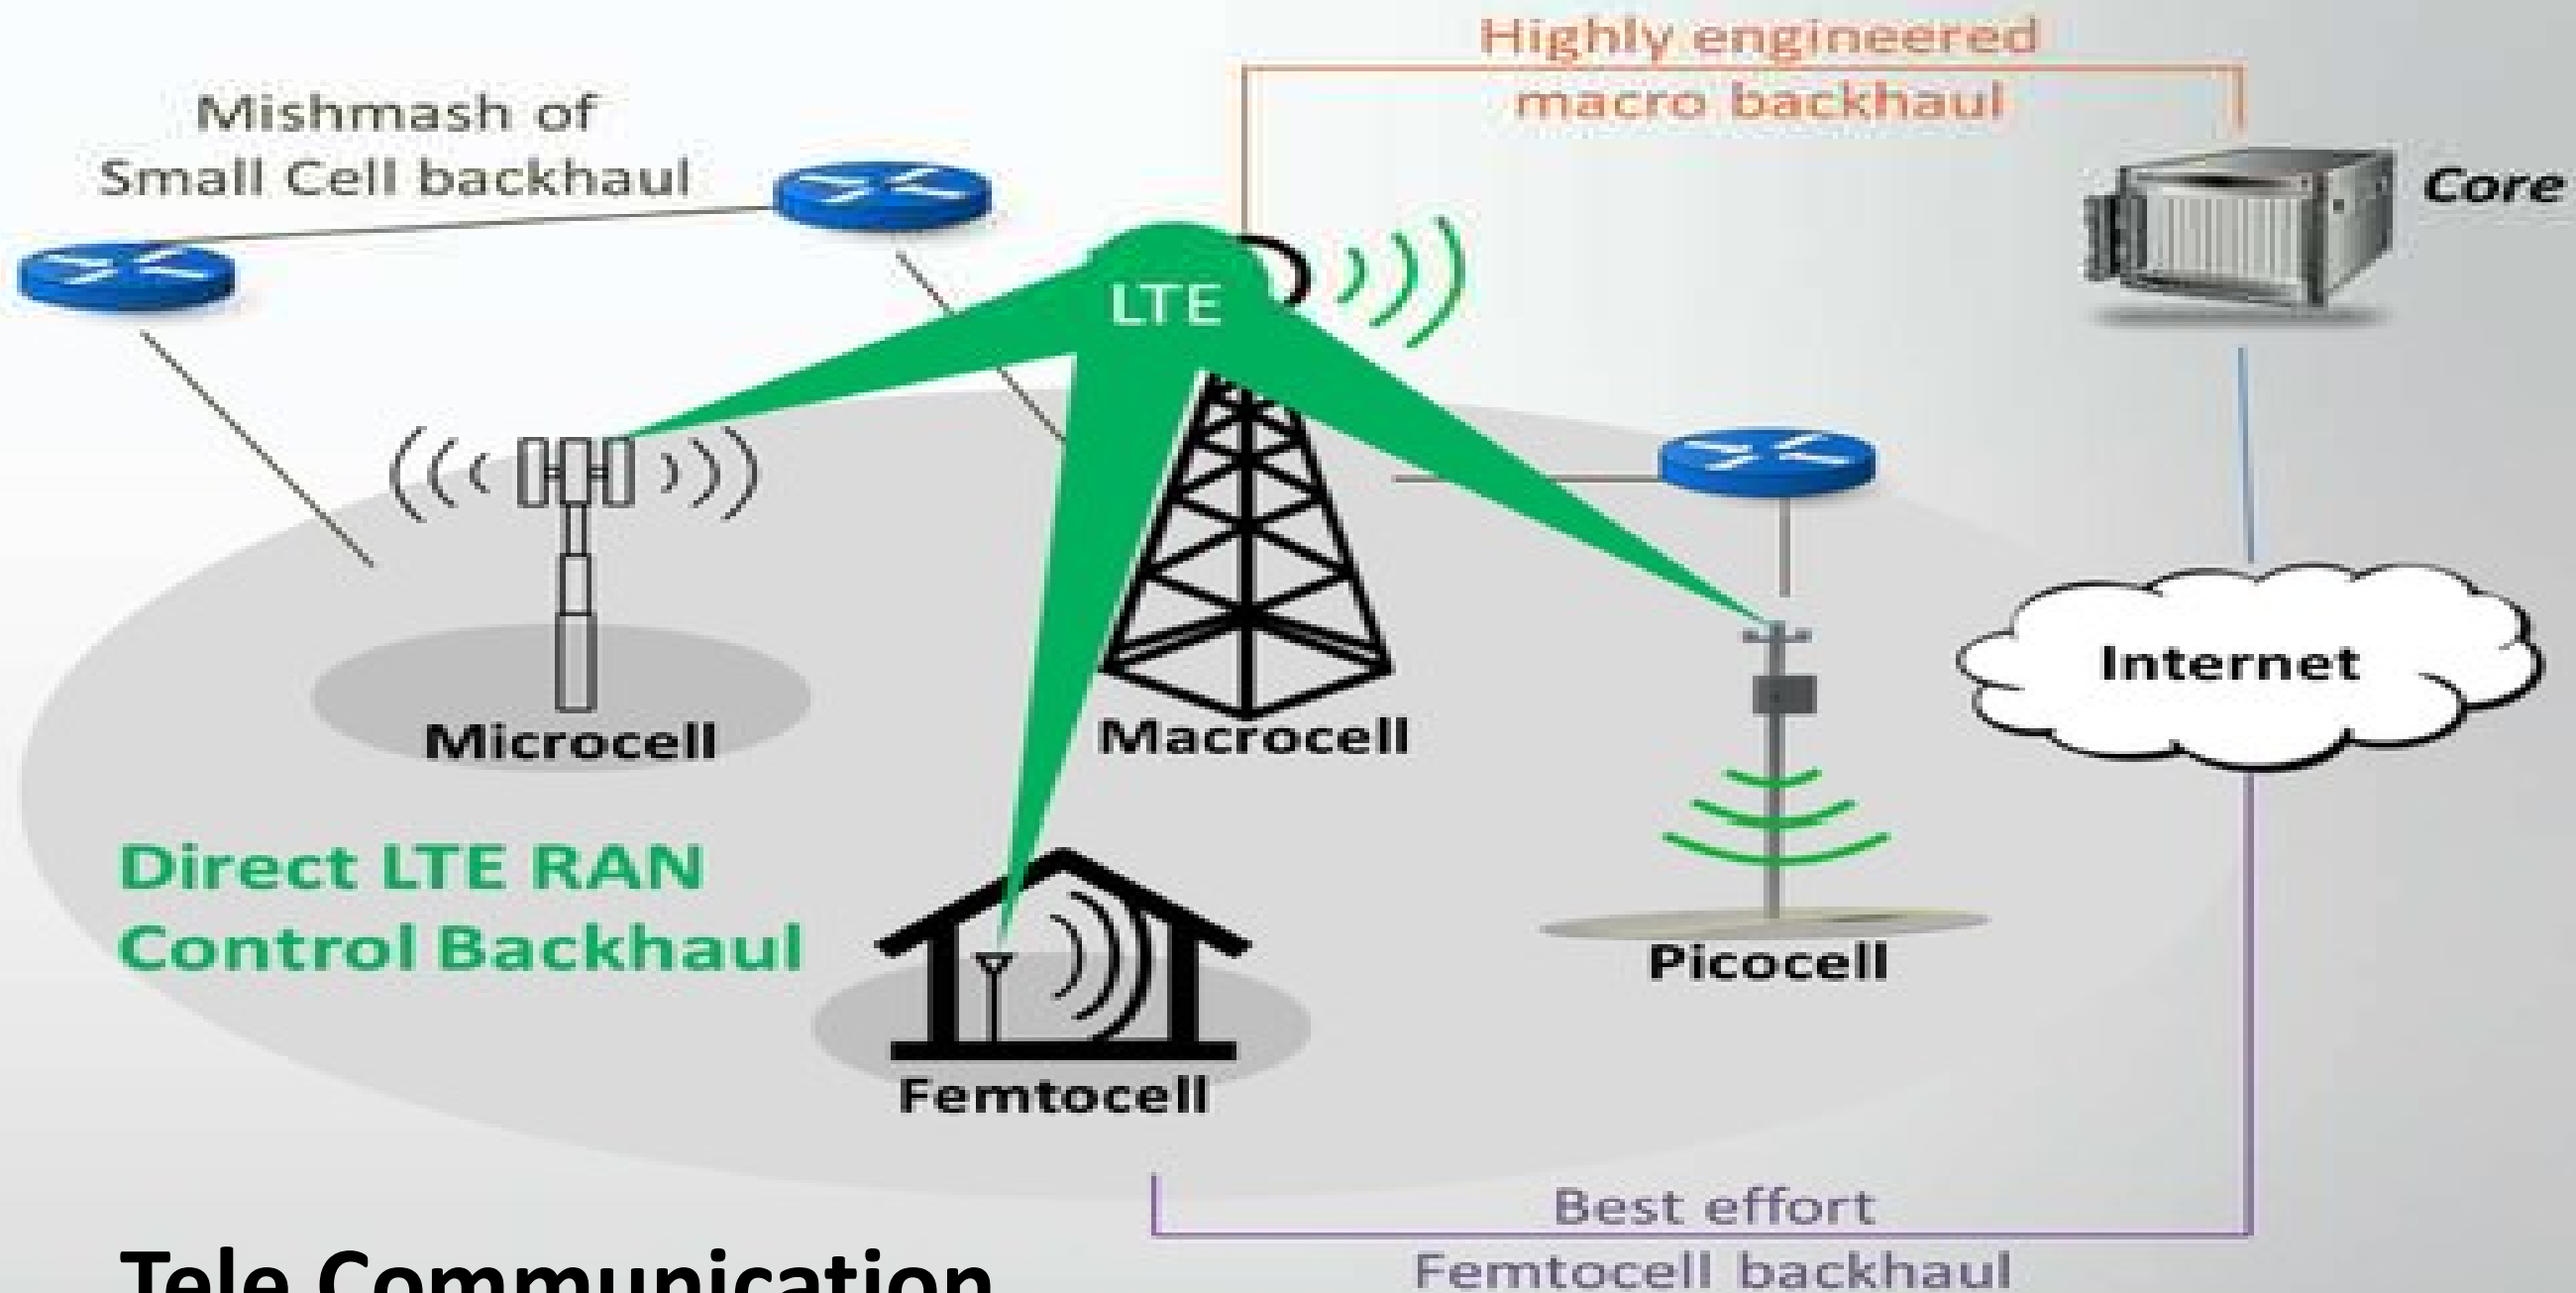 Highly engineered
macro backhaul
Mishmash of
Small Cell backhaul
Core
LTE
Internet
Microcell
Macrocell
Direct LTE RAN
Control Backhaul
Picocell
Femtocell
Best effort
Femtocell backhaul
Tele Communication